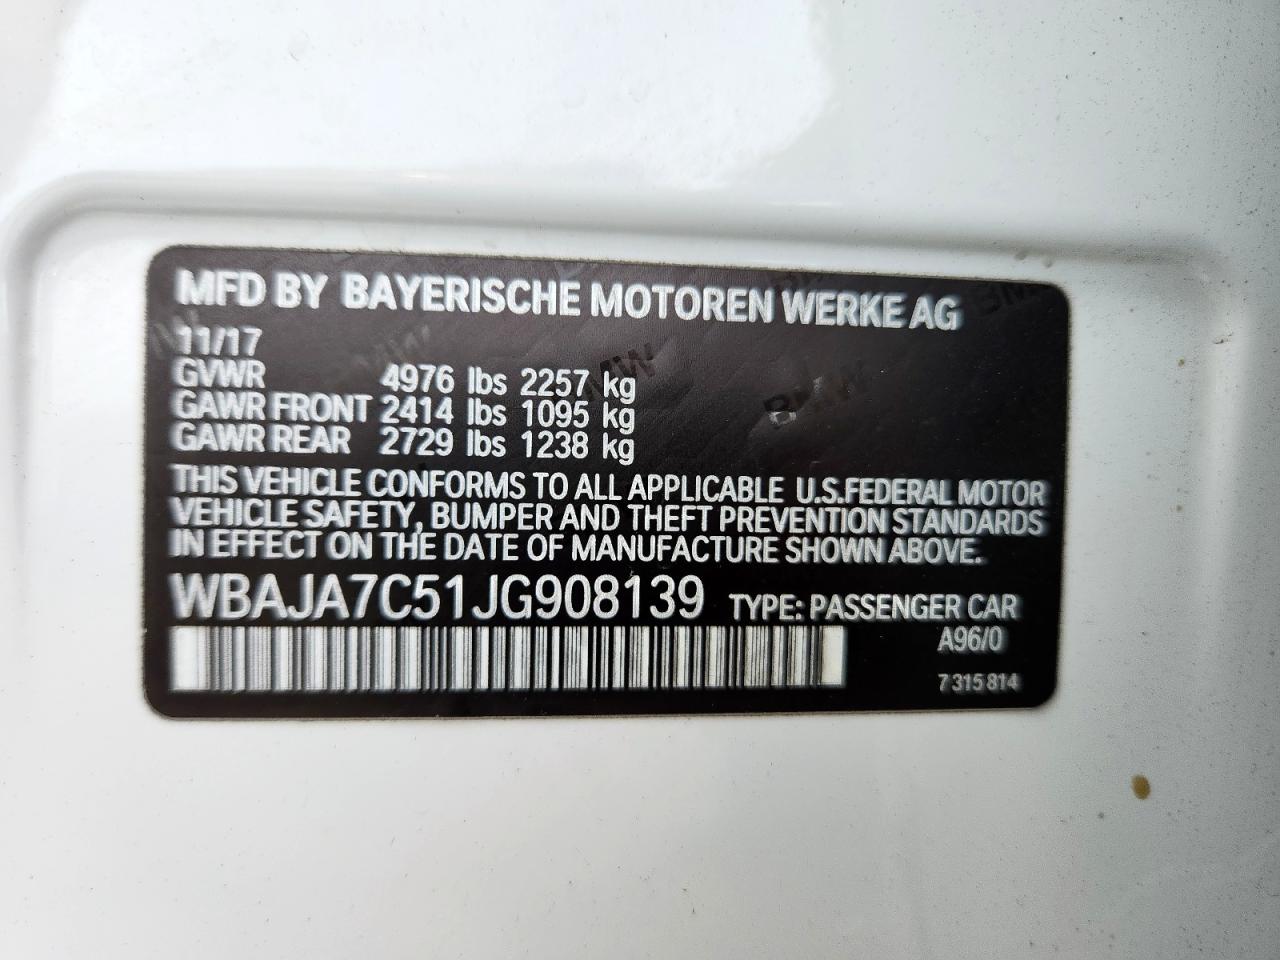 MFD BY BAYERISCHE MOTOREN WERKE AG
11/17
GVWR 4976 lbs 2257 kg
GAWR FRONT 2414 lbs 1095 kg
GAWR REAR 2729 lbs 1238 kg
THIS VEHICLE CONFORMS TO ALL APPLICABLE U.S.FEDERAL MOTOR
VEHICLE SAFETY, BUMPER AND THEFT PREVENTION STANDARDS
IN EFFECT ON THE DATE OF MANUFACTURE SHOWN ABOVE.
WBAJA7C51JG908139 TYPE: PASSENGER CAR
A96/0
7 315 814